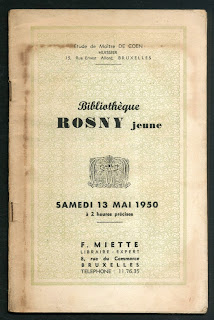 Etude de Maître DE COEN
HUISSIER
15, Rue Ernest Allard, BRUXELLES
Bibliothèque
ROSNY jeune
SAMEDI 13 MAI 1950
à 2 heures précises
F. MIETTE
LIBRAIRE - EXPERT
8, rue du Commerce
BRUXELLES
TÉLÉPHONE : 11.76.35